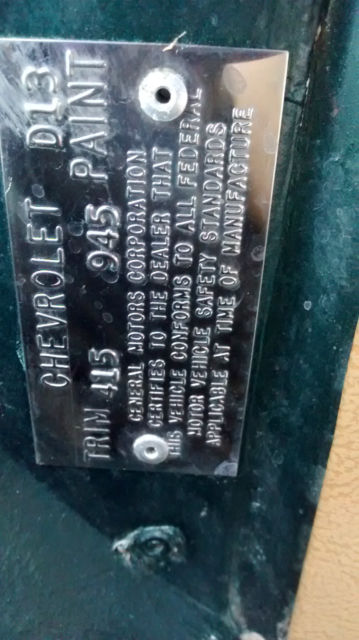 CHEVROLET D13
TRIM 415 945 PAINT
GENERAL MOTORS CORPORATION
CERTIFIES TO THE DEALER THAT
THIS VEHICLE CONFORMS TO ALL FEDERAL
MOTOR VEHICLE SAFETY STANDARDS
APPLICABLE AT TIME OF MANUFACTURE